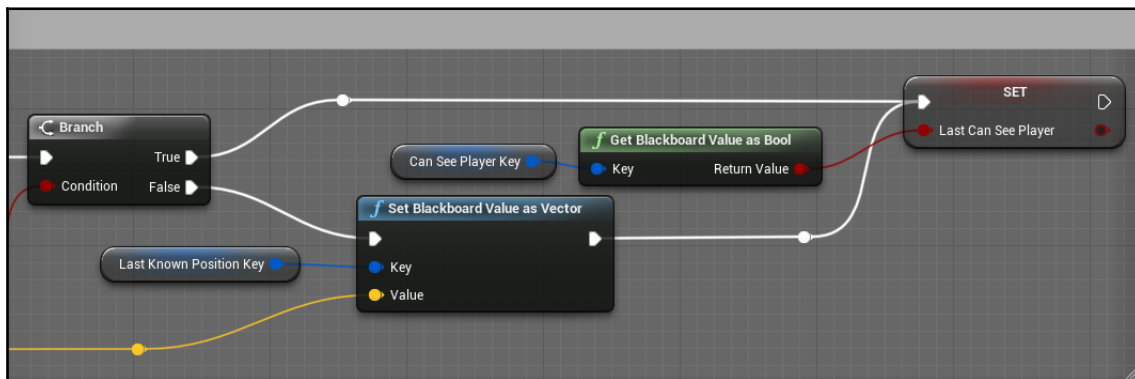 Branch
True
Condition
False
Can See Player Key
Get Blackboard Value as Bool
Key
Return Value
SET
Last Can See Player
Last Known Position Key
Set Blackboard Value as Vector
Key
Value